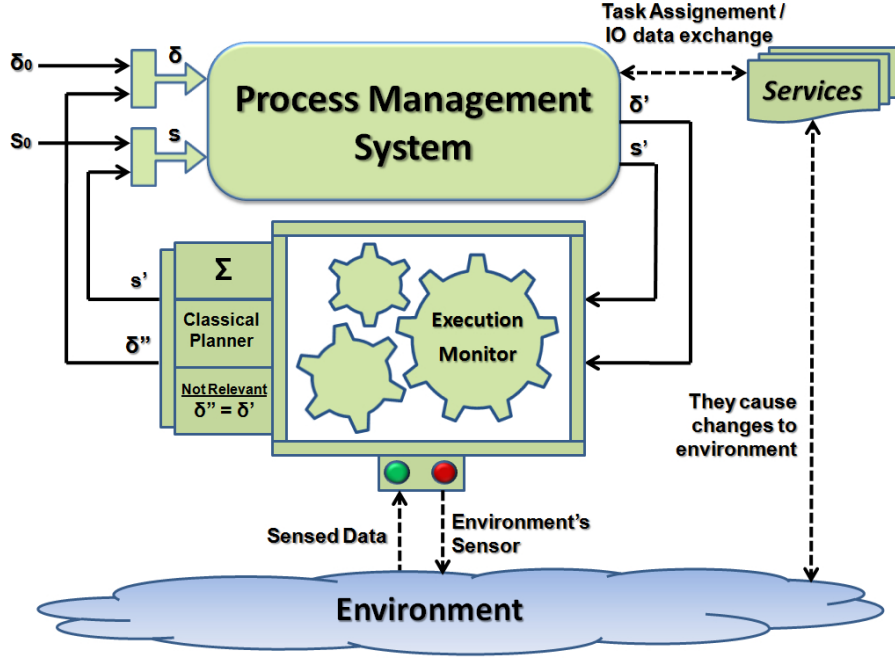 Task Assignement /
IO data exchange
δ₀
δ
Process Management
System
Services
δ’
S₀
s
s’
Σ
s’
Classical
Planner
δ’’
Not Relevant
δ’’ = δ’
Execution
Monitor
They cause
changes to
environment
Sensed Data
Environment’s
Sensor
Environment